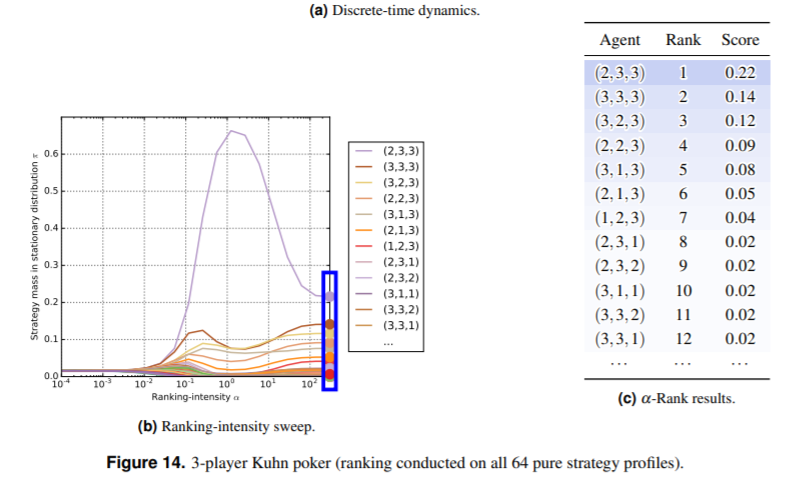 (a) Discrete-time dynamics.
Strategy mass in stationary distribution π
0.6
0.5
0.4
0.3
0.2
0.1
0.0
10⁻⁴ 10⁻³ 10⁻² 10⁻¹ 10⁰ 10¹ 10²
Ranking-intensity α
(2,3,3)
(3,3,3)
(3,2,3)
(2,2,3)
(3,1,3)
(2,1,3)
(1,2,3)
(2,3,1)
(2,3,2)
(3,1,1)
(3,3,2)
(3,3,1)
...
(b) Ranking-intensity sweep.
Agent Rank Score
(2,3,3) 1 0.22
(3,3,3) 2 0.14
(3,2,3) 3 0.12
(2,2,3) 4 0.09
(3,1,3) 5 0.08
(2,1,3) 6 0.05
(1,2,3) 7 0.04
(2,3,1) 8 0.02
(2,3,2) 9 0.02
(3,1,1) 10 0.02
(3,3,2) 11 0.02
(3,3,1) 12 0.02
... ... ...
(c) α-Rank results.
Figure 14. 3-player Kuhn poker (ranking conducted on all 64 pure strategy profiles).